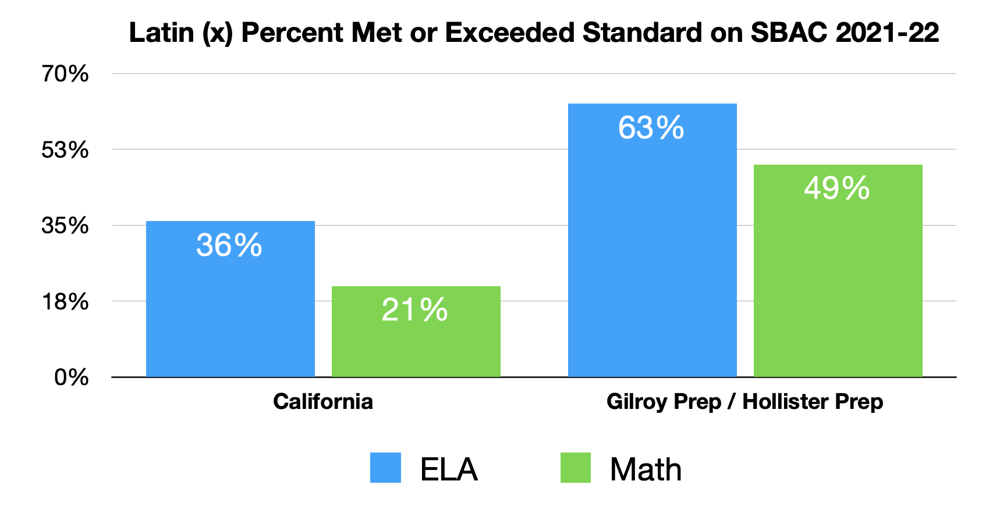 Latin (x) Percent Met or Exceeded Standard on SBAC 2021-22
70%
53%
35%
18%
0%
36%
21%
63%
49%
California
Gilroy Prep / Hollister Prep
ELA
Math